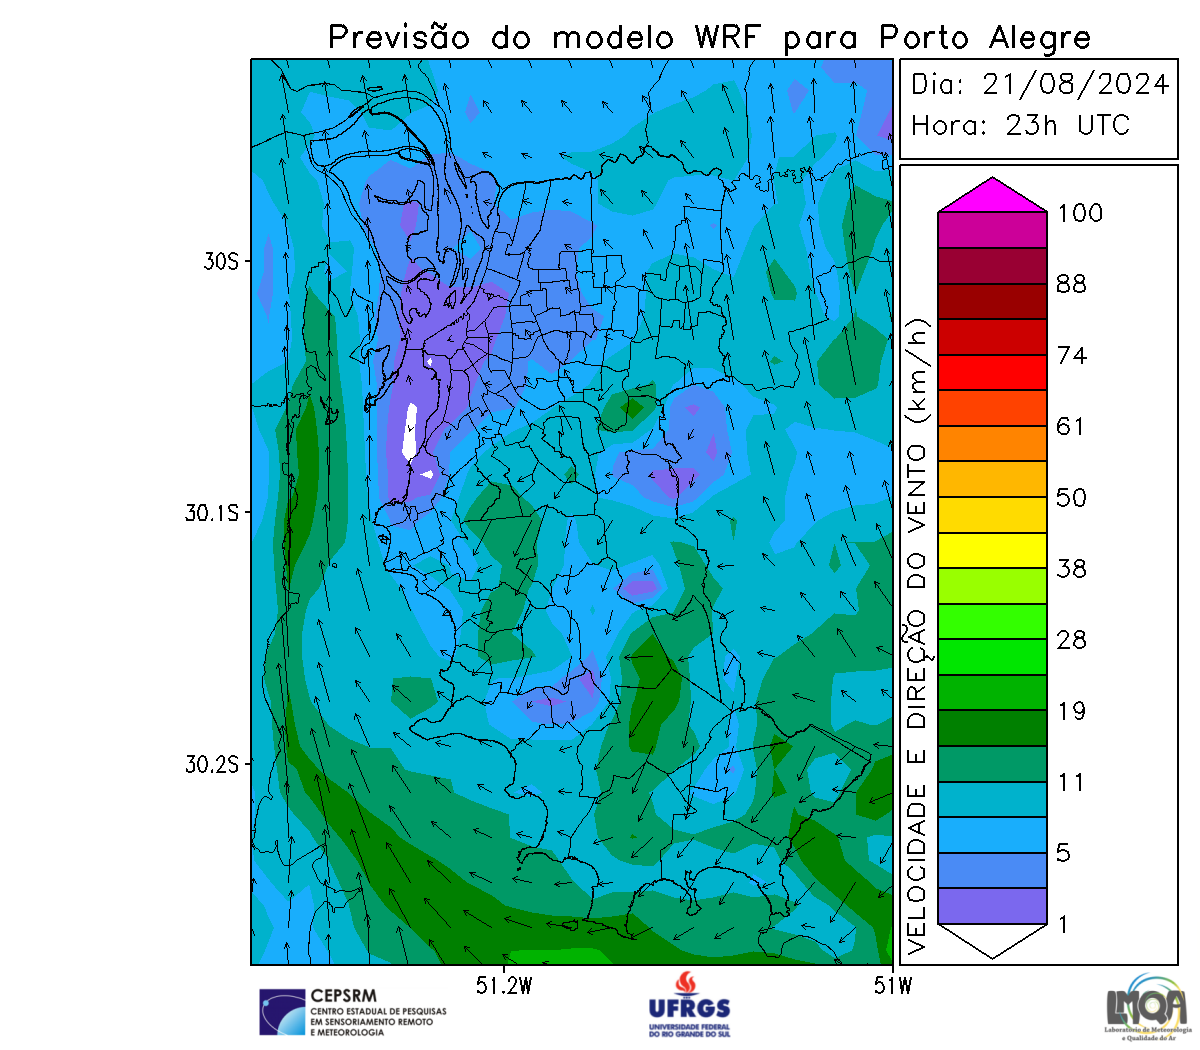 Previsão do modelo WRF para Porto Alegre
Dia: 21/08/2024
Hora: 23h UTC
100
88
74
61
50
38
28
19
11
5
1
VELOCIDADE E DIREÇÃO DO VENTO (km/h)
30S
30.1S
30.2S
51.2W
51W
CEPSRM
CENTRO ESTADUAL DE PESQUISAS
EM SENSORIAMENTO REMOTO
E METEOROLOGIA
UFRGS
UNIVERSIDADE FEDERAL
DO RIO GRANDE DO SUL
LMQA
Laboratório de Meteorologia
e Qualidade do Ar